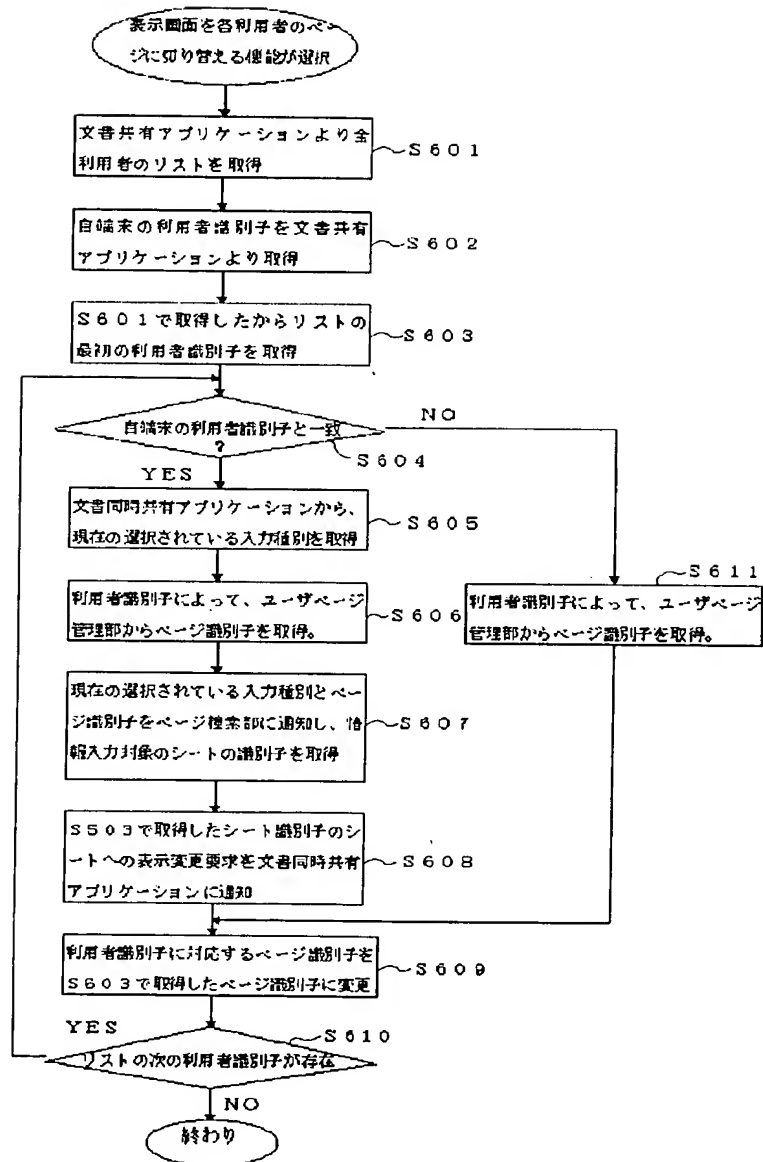 表示画面を各利用者のペー
ジに切り替える機能が選択
文書共有アプリケーションより全
利用者のリストを取得
S601
自端末の利用者識別子を文書共有
アプリケーションより取得
S602
S601で取得したからリストの
最初の利用者識別子を取得
S603
自端末の利用者識別子と一致
?
S604
NO
YES
文書同時共有アプリケーションから、
現在の選択されている入力種別を取得
S605
利用者識別子によって、ユーザページ
管理部からページ識別子を取得。
S606
S611
利用者識別子によって、ユーザページ
管理部からページ識別子を取得。
現在の選択されている入力種別とペー
ジ識別子をページ検索部に通知し、情
報入力対象のシートの識別子を取得
S607
S503で取得したシート識別子のシ
ートへの表示変更要求を文書同時共有
アプリケーションに通知
S608
利用者識別子に対応するページ識別子を
S603で取得したページ識別子に変更
S609
YES
S610
リストの次の利用者識別子が存在
NO
終わり